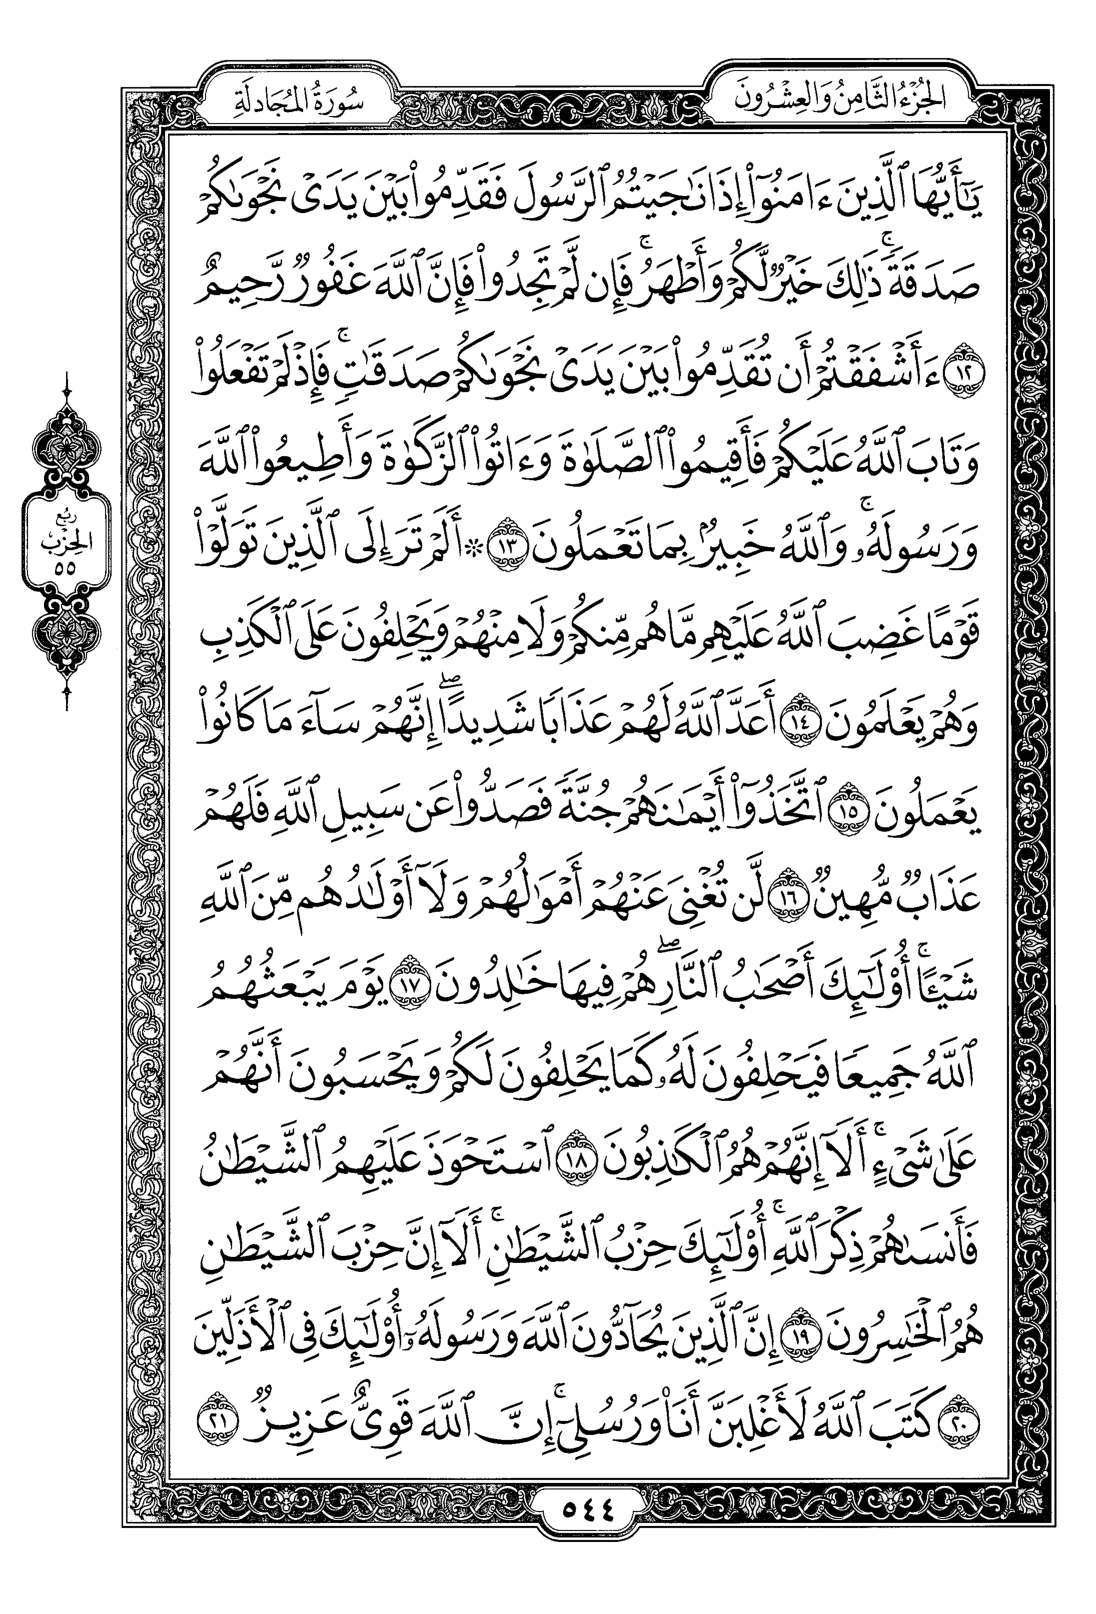 الجُزْءُ الثَّامِنُ وَالعِشْرُونَ
سُورَةُ المُجَادلَةِ
يَـٰٓأَيُّهَا ٱلَّذِينَ ءَامَنُوٓا۟ إِذَا نَـٰجَيْتُمُ ٱلرَّسُولَ فَقَدِّمُوا۟ بَيْنَ يَدَىْ نَجْوَىٰكُمْ
صَدَقَةً ۚ ذَٰلِكَ خَيْرٌ لَّكُمْ وَأَطْهَرُ ۚ فَإِن لَّمْ تَجِدُوا۟ فَإِنَّ ٱللَّهَ غَفُورٌ رَّحِيمٌ
١٢ ءَأَشْفَقْتُمْ أَن تُقَدِّمُوا۟ بَيْنَ يَدَىْ نَجْوَىٰكُمْ صَدَقَـٰتٍ ۚ فَإِذْ لَمْ تَفْعَلُوا۟
وَتَابَ ٱللَّهُ عَلَيْكُمْ فَأَقِيمُوا۟ ٱلصَّلَوٰةَ وَءَاتُوا۟ ٱلزَّكَوٰةَ وَأَطِيعُوا۟ ٱللَّهَ
وَرَسُولَهُۥ ۚ وَٱللَّهُ خَبِيرٌۢ بِمَا تَعْمَلُونَ ١٣ ۞ أَلَمْ تَرَ إِلَى ٱلَّذِينَ تَوَلَّوْا۟
قَوْمًا غَضِبَ ٱللَّهُ عَلَيْهِم مَّا هُم مِّنكُمْ وَلَا مِنْهُمْ وَيَحْلِفُونَ عَلَى ٱلْكَذِبِ
وَهُمْ يَعْلَمُونَ ١٤ أَعَدَّ ٱللَّهُ لَهُمْ عَذَابًا شَدِيدًا ۖ إِنَّهُمْ سَآءَ مَا كَانُوا۟
يَعْمَلُونَ ١٥ ٱتَّخَذُوٓا۟ أَيْمَـٰنَهُمْ جُنَّةً فَصَدُّوا۟ عَن سَبِيلِ ٱللَّهِ فَلَهُمْ
عَذَابٌ مُّهِينٌ ١٦ لَّن تُغْنِىَ عَنْهُمْ أَمْوَٰلُهُمْ وَلَآ أَوْلَـٰدُهُم مِّنَ ٱللَّهِ
شَيْـًٔا ۚ أُو۟لَـٰٓئِكَ أَصْحَـٰبُ ٱلنَّارِ ۖ هُمْ فِيهَا خَـٰلِدُونَ ١٧ يَوْمَ يَبْعَثُهُمُ
ٱللَّهُ جَمِيعًا فَيَحْلِفُونَ لَهُۥ كَمَا يَحْلِفُونَ لَكُمْ وَيَحْسَبُونَ أَنَّهُمْ
عَلَىٰ شَىْءٍ ۚ أَلَآ إِنَّهُمْ هُمُ ٱلْكَـٰذِبُونَ ١٨ ٱسْتَحْوَذَ عَلَيْهِمُ ٱلشَّيْطَـٰنُ
فَأَنسَىٰهُمْ ذِكْرَ ٱللَّهِ ۚ أُو۟لَـٰٓئِكَ حِزْبُ ٱلشَّيْطَـٰنِ ۚ أَلَآ إِنَّ حِزْبَ ٱلشَّيْطَـٰنِ
هُمُ ٱلْخَـٰسِرُونَ ١٩ إِنَّ ٱلَّذِينَ يُحَآدُّونَ ٱللَّهَ وَرَسُولَهُۥٓ أُو۟لَـٰٓئِكَ فِى ٱلْأَذَلِّينَ
٢٠ كَتَبَ ٱللَّهُ لَأَغْلِبَنَّ أَنَا۠ وَرُسُلِىٓ ۚ إِنَّ ٱللَّهَ قَوِىٌّ عَزِيزٌ ٢١
رُبُع
الحِزْب
٥٥
٥٤٤